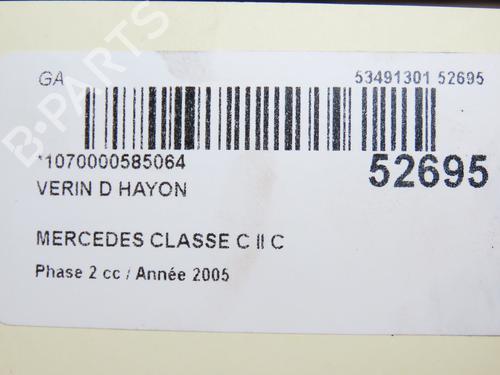 GA
53491301 52695
*1070000585064
52695
VERIN D HAYON
MERCEDES CLASSE C II C
Phase 2 cc / Année 2005
B-PARTS